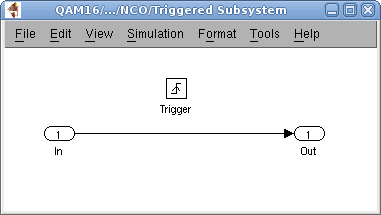 QAM16/.../NCO/Triggered Subsystem
File Edit View Simulation Format Tools Help
Trigger
1 1
In Out